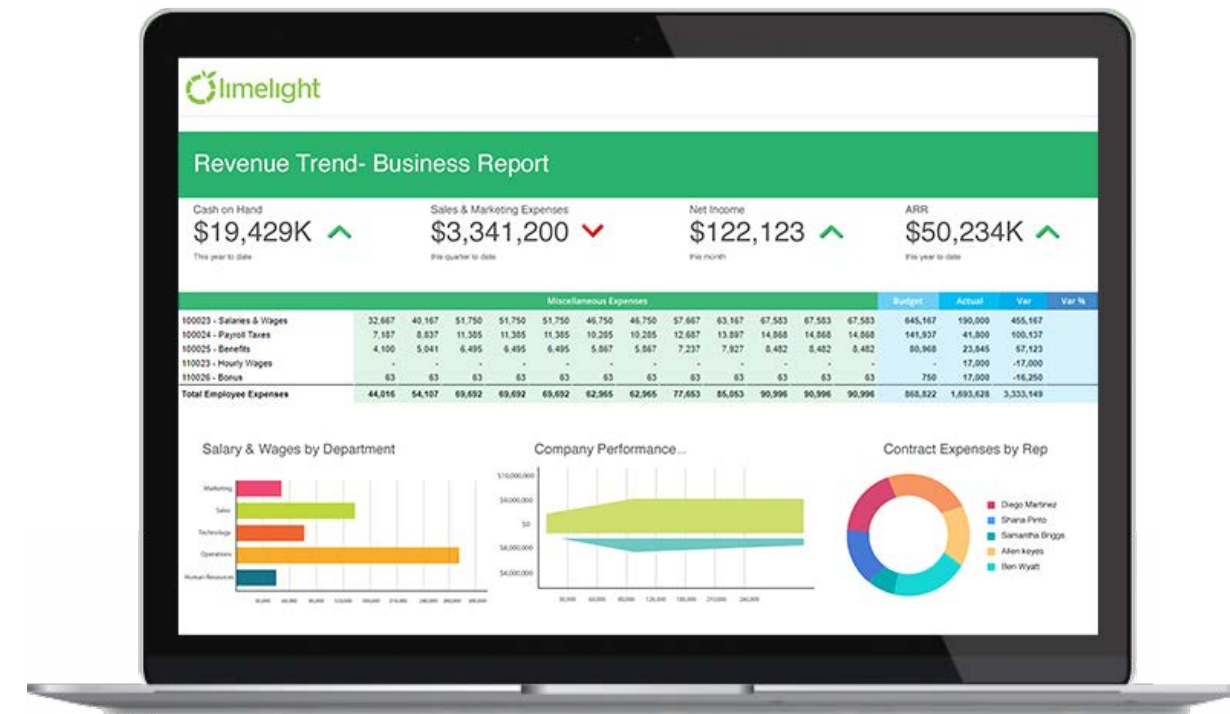 limelight
Revenue Trend- Business Report
Cash on Hand
$19,429K
This year to date
Sales & Marketing Expenses
$3,341,200
this quarter to date
Net Income
$122,123
this month
ARR
$50,234K
this year to date
Miscellaneous Expenses Budget Actual Var Var %
100023 - Salaries & Wages 32,667 40,167 51,750 51,750 51,750 46,750 46,750 57,667 63,167 67,583 67,583 67,583 645,167 190,000 455,167
100024 - Payroll Taxes 7,187 8,837 11,385 11,385 11,385 10,285 10,285 12,687 13,897 14,868 14,868 14,868 141,937 41,800 100,137
100025 - Benefits 4,100 5,041 6,495 6,495 6,495 5,867 5,867 7,237 7,927 8,482 8,482 8,482 80,968 23,845 57,123
110023 - Hourly Wages - - - - - - - - - - - - - 17,000 -17,000
110026 - Bonus 63 63 63 63 63 63 63 63 63 63 63 63 750 17,000 -16,250
Total Employee Expenses 44,016 54,107 69,692 69,692 69,692 62,965 62,965 77,653 85,053 90,996 90,996 90,996 868,822 1,693,628 3,333,149
Salary & Wages by Department
Marketing
Sales
Technology
Operations
Human Resources
Company Performance...
$10,000,000
$0
Contract Expenses by Rep
Diego Martinez
Shana Pinto
Samantha Briggs
Allen keyes
Ben Wyatt